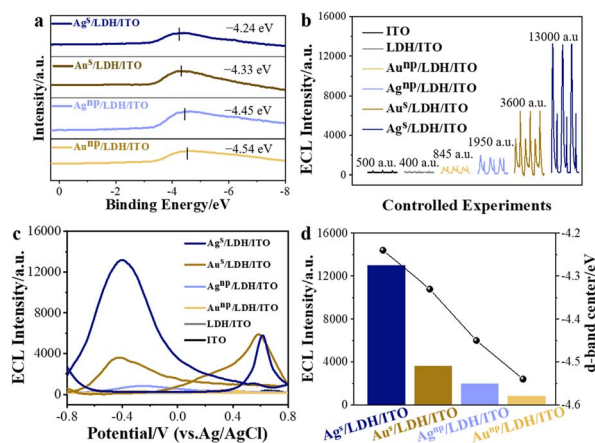 a
Ag^s/LDH/ITO
−4.24 eV
Au^s/LDH/ITO
−4.33 eV
Ag^np/LDH/ITO
−4.45 eV
Au^np/LDH/ITO
−4.54 eV
Intensity/a.u.
0 -2 -4 -6 -8
Binding Energy/eV
b
ITO
LDH/ITO
Au^np/LDH/ITO
Ag^np/LDH/ITO
Au^s/LDH/ITO
Ag^s/LDH/ITO
13000 a.u
3600 a.u.
1950 a.u.
845 a.u.
500 a.u.
400 a.u.
16000
12000
8000
4000
0
ECL Intensity/a.u.
Controlled Experiments
c
Ag^s/LDH/ITO
Au^s/LDH/ITO
Ag^np/LDH/ITO
Au^np/LDH/ITO
LDH/ITO
ITO
16000
12000
8000
4000
0
ECL Intensity/a.u.
-0.8 -0.4 0.0 0.4 0.8
Potential/V (vs.Ag/AgCl)
d
16000
12000
8000
4000
0
ECL Intensity/a.u.
-4.2
-4.3
-4.4
-4.5
-4.6
d-band center/eV
Ag^s/LDH/ITO
Au^s/LDH/ITO
Ag^np/LDH/ITO
Au^np/LDH/ITO